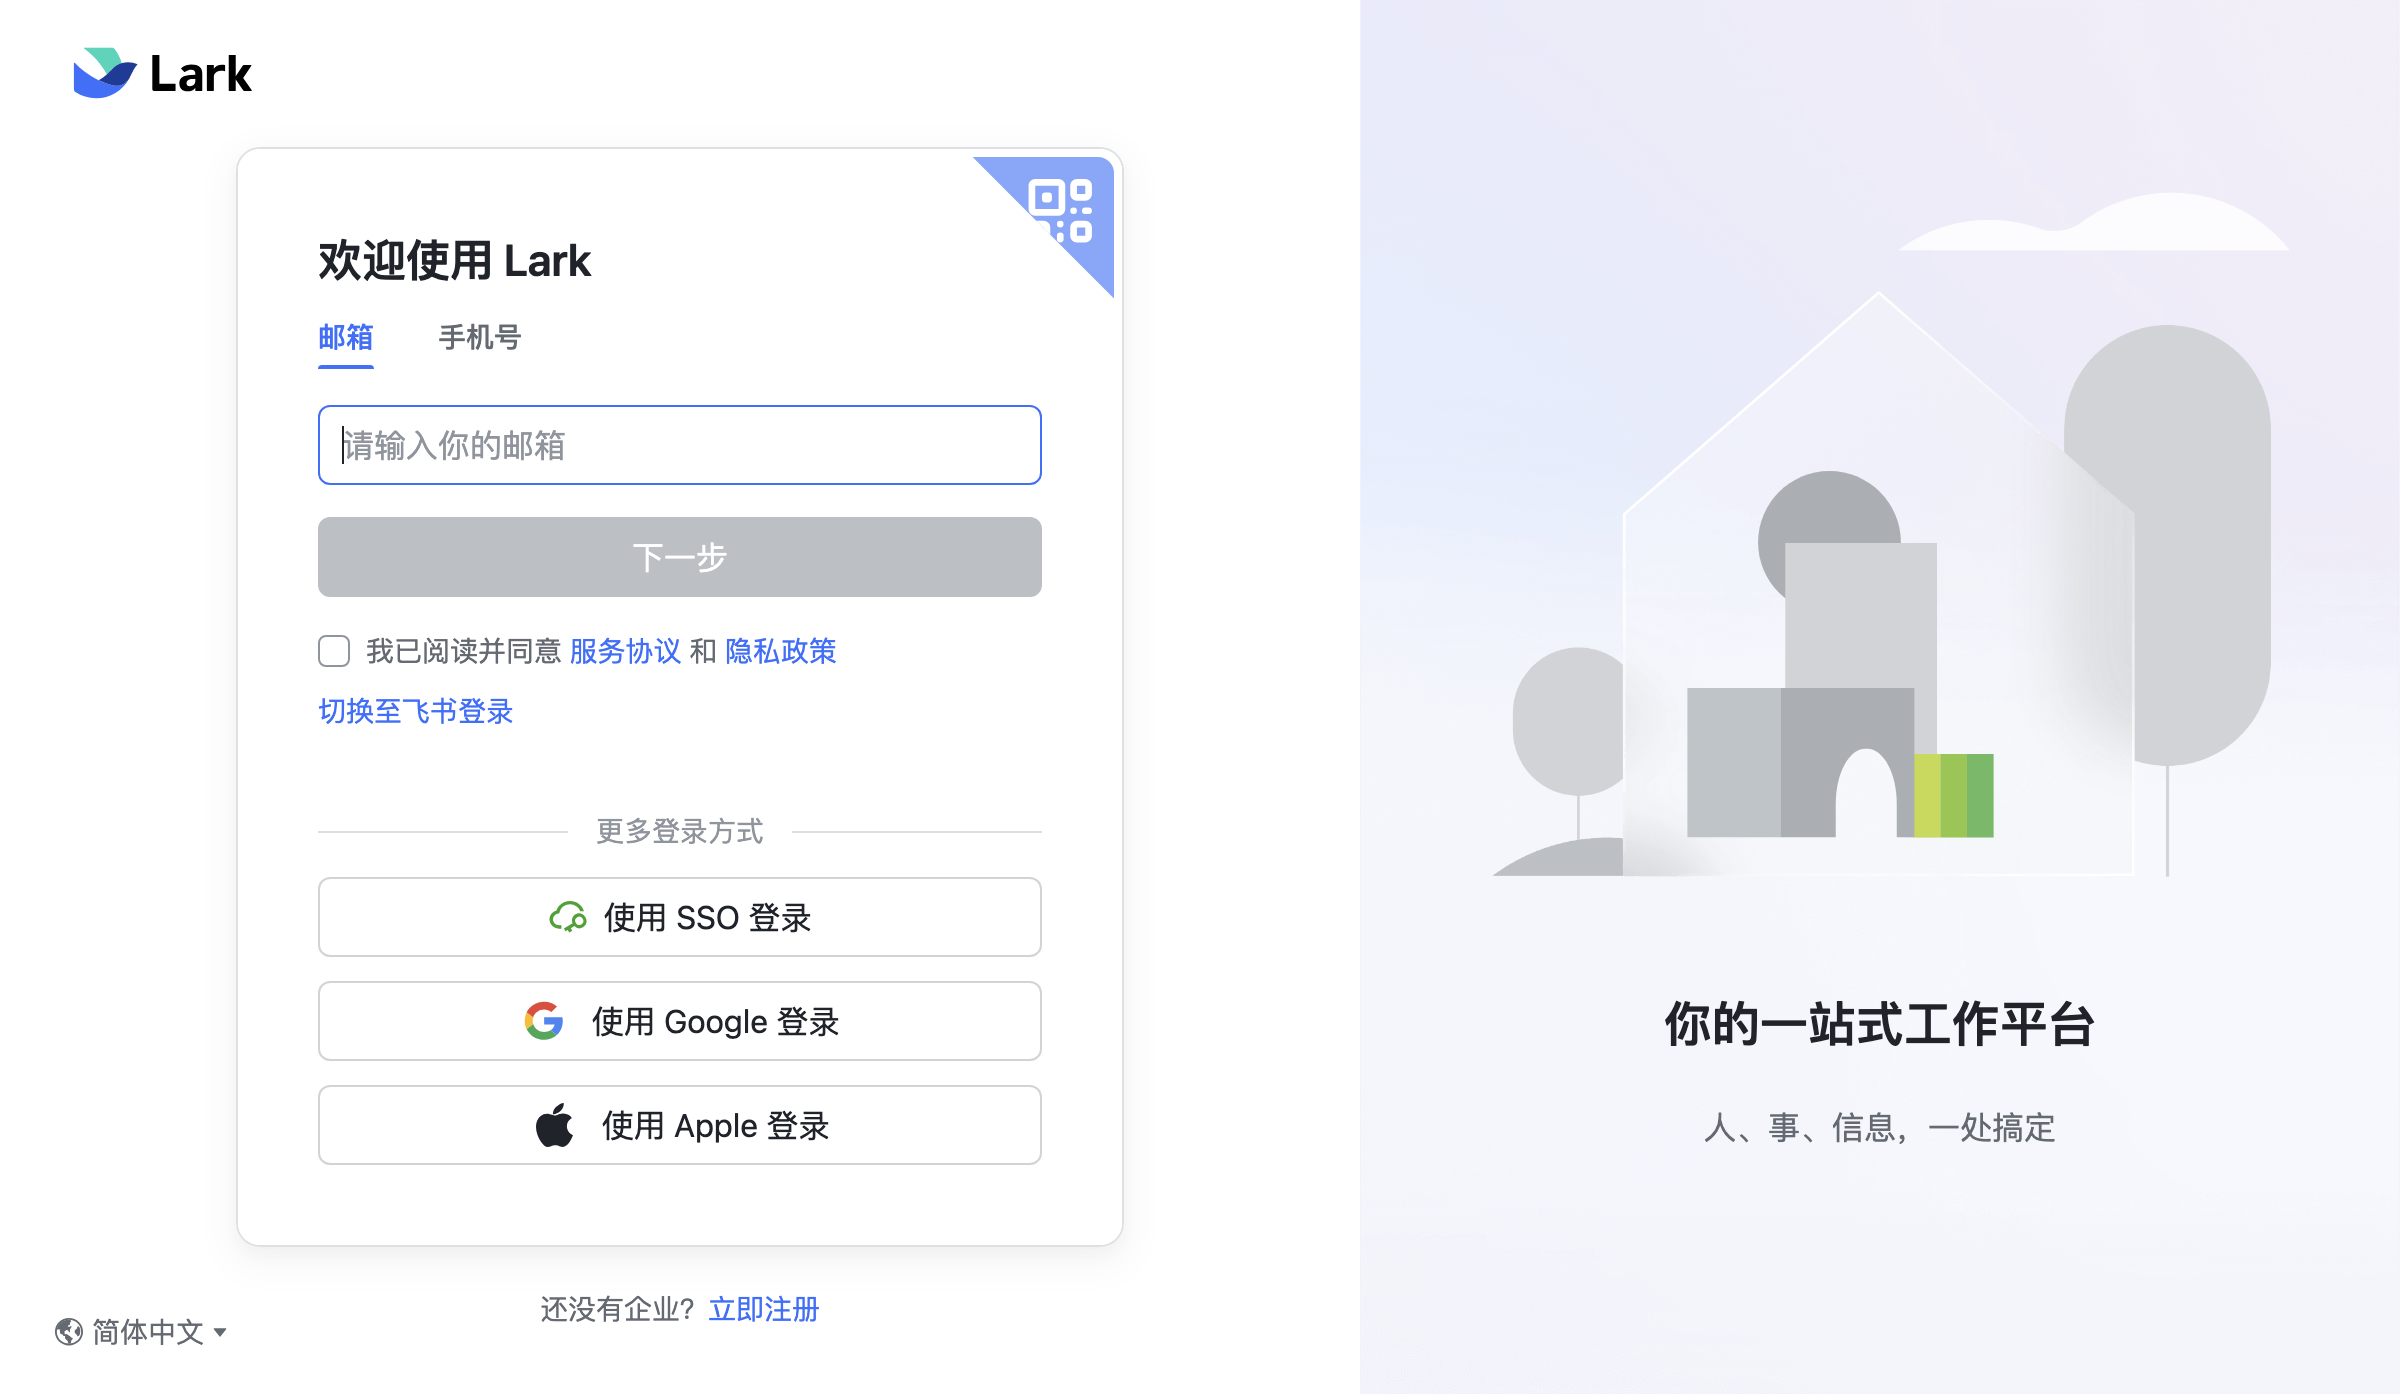 Lark
欢迎使用 Lark
邮箱
手机号
请输入你的邮箱
下一步
我已阅读并同意 服务协议 和 隐私政策
切换至飞书登录
更多登录方式
使用 SSO 登录
使用 Google 登录
使用 Apple 登录
还没有企业？ 立即注册
简体中文
你的一站式工作平台
人、事、信息，一处搞定